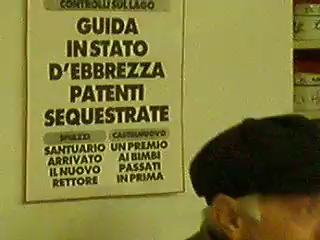 CONTROLLI SUL LAGO
GUIDA
IN STATO
D'EBBREZZA
PATENTI
SEQUESTRATE
SPIAZZI
SANTUARIO
ARRIVATO
IL NUOVO
RETTORE
CASTELNUOVO
UN PREMIO
AI BIMBI
PASSATI
IN PRIMA